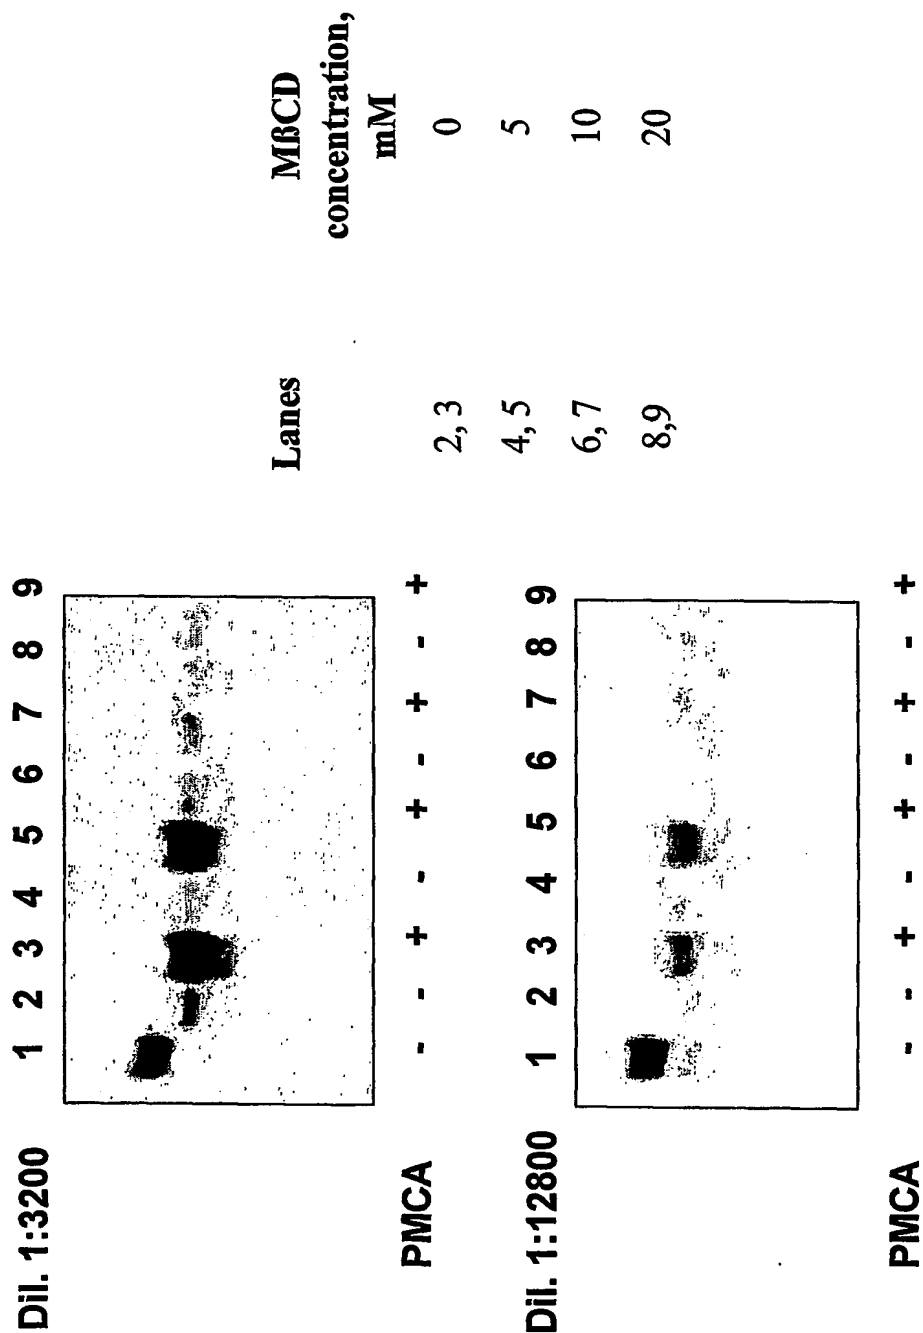 Dil. 1:3200
1 2 3 4 5 6 7 8 9
PMCA - - + - + - + - +
Dil. 1:12800
1 2 3 4 5 6 7 8 9
PMCA - - + - + - + - +
Lanes MßCD
concentration,
mM
2, 3 0
4, 5 5
6, 7 10
8,9 20